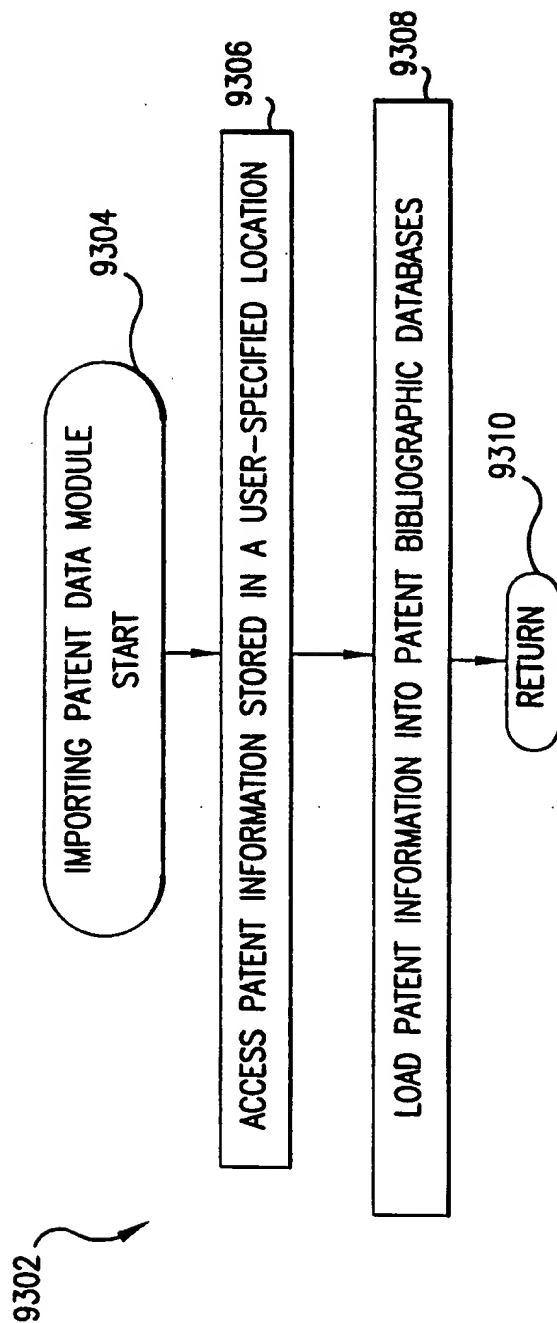 9302
IMPORTING PATENT DATA MODULE
START
9304
ACCESS PATENT INFORMATION STORED IN A USER-SPECIFIED LOCATION
9306
LOAD PATENT INFORMATION INTO PATENT BIBLIOGRAPHIC DATABASES
9308
RETURN
9310